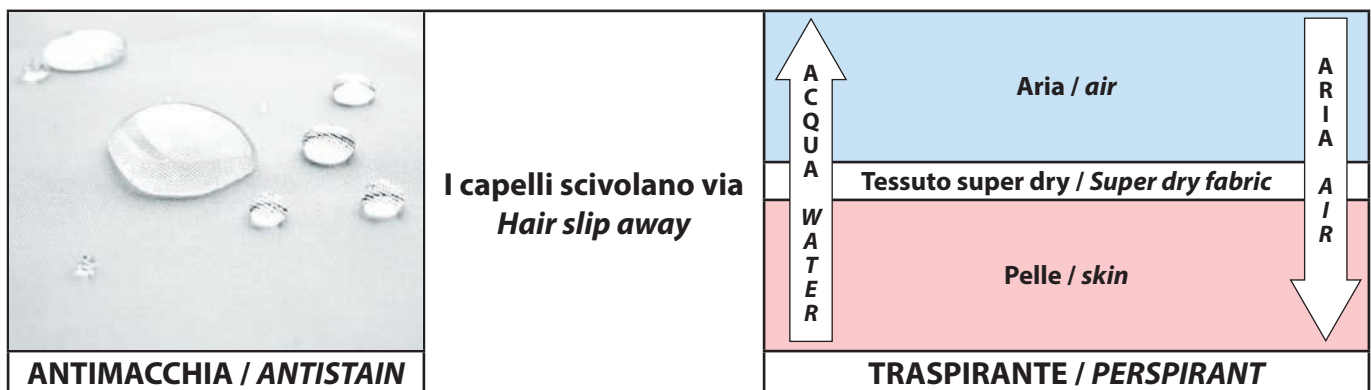 ANTIMACCHIA / ANTISTAIN
I capelli scivolano via
Hair slip away
ACQUA WATER
Aria / air
Tessuto super dry / Super dry fabric
Pelle / skin
ARIA AIR
TRASPIRANTE / PERSPIRANT